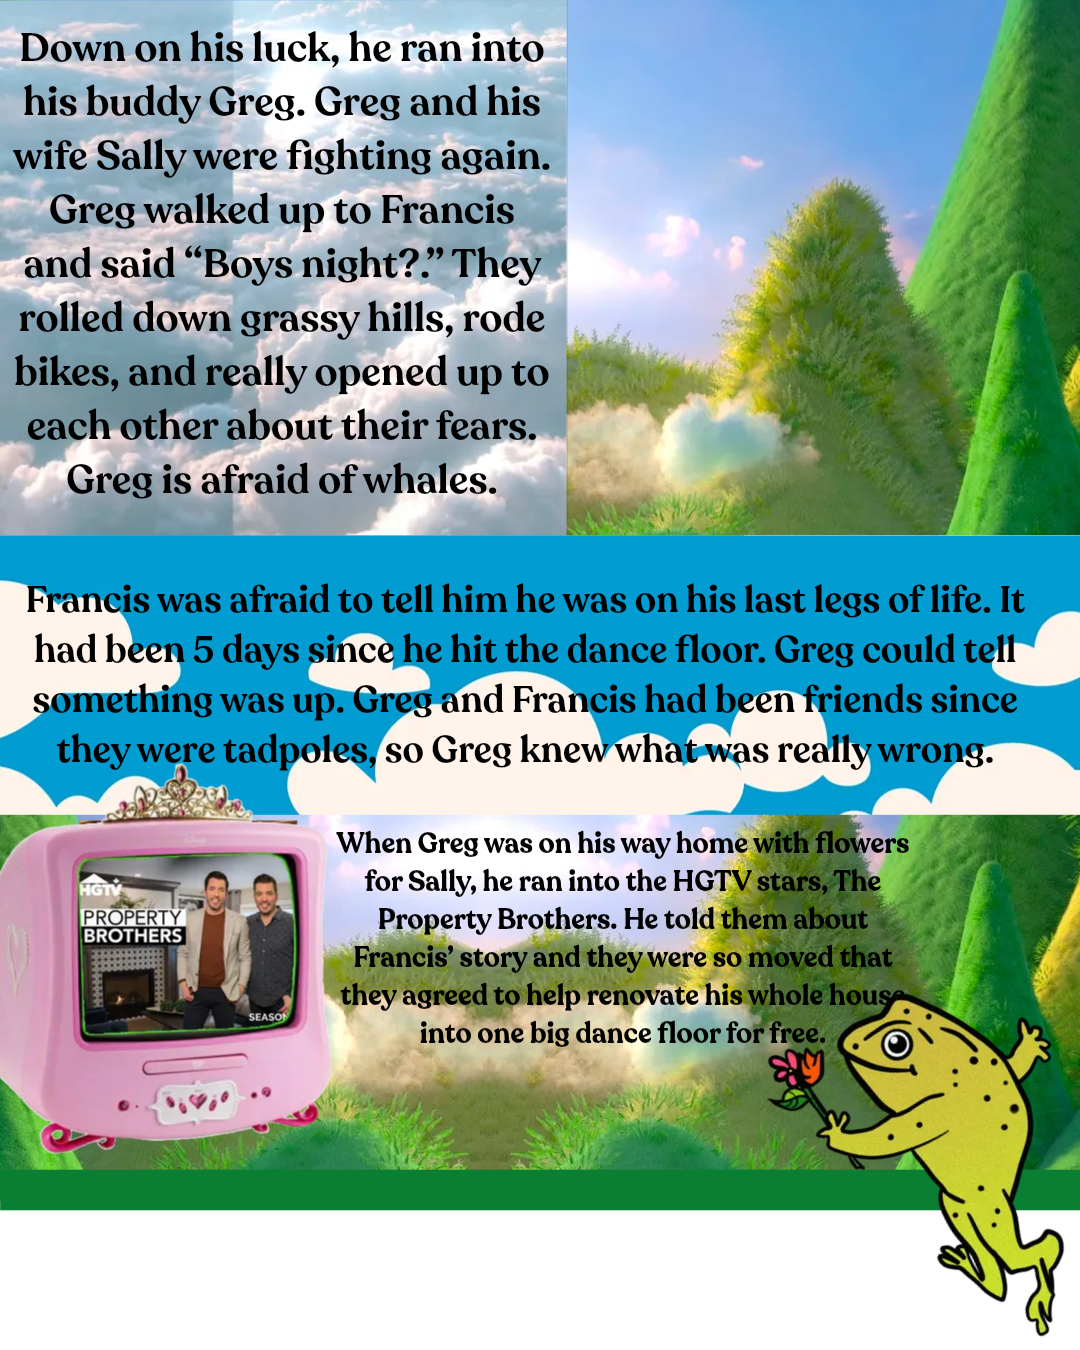 Down on his luck, he ran into
his buddy Greg. Greg and his
wife Sally were fighting again.
Greg walked up to Francis
and said “Boys night?.” They
rolled down grassy hills, rode
bikes, and really opened up to
each other about their fears.
Greg is afraid of whales.
Francis was afraid to tell him he was on his last legs of life. It
had been 5 days since he hit the dance floor. Greg could tell
something was up. Greg and Francis had been friends since
they were tadpoles, so Greg knew what was really wrong.
When Greg was on his way home with flowers
for Sally, he ran into the HGTV stars, The
Property Brothers. He told them about
Francis’ story and they were so moved that
they agreed to help renovate his whole house
into one big dance floor for free.
HGTV
PROPERTY
BROTHERS
SEASON